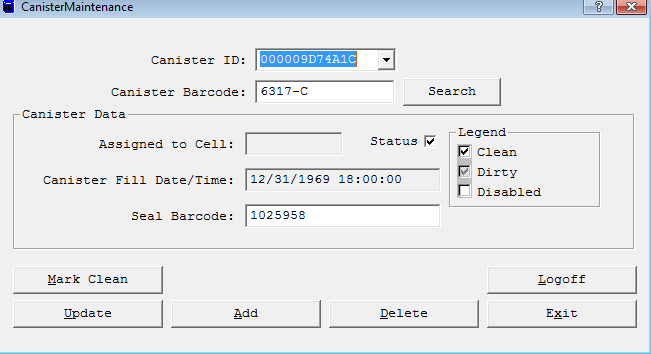 CanisterMaintenance
Canister ID: 000009D74A1C
Canister Barcode: 6317-C Search
Canister Data
Assigned to Cell: Status
Legend
Clean
Dirty
Disabled
Canister Fill Date/Time: 12/31/1969 18:00:00
Seal Barcode: 1025958
Mark Clean Logoff
Update Add Delete Exit